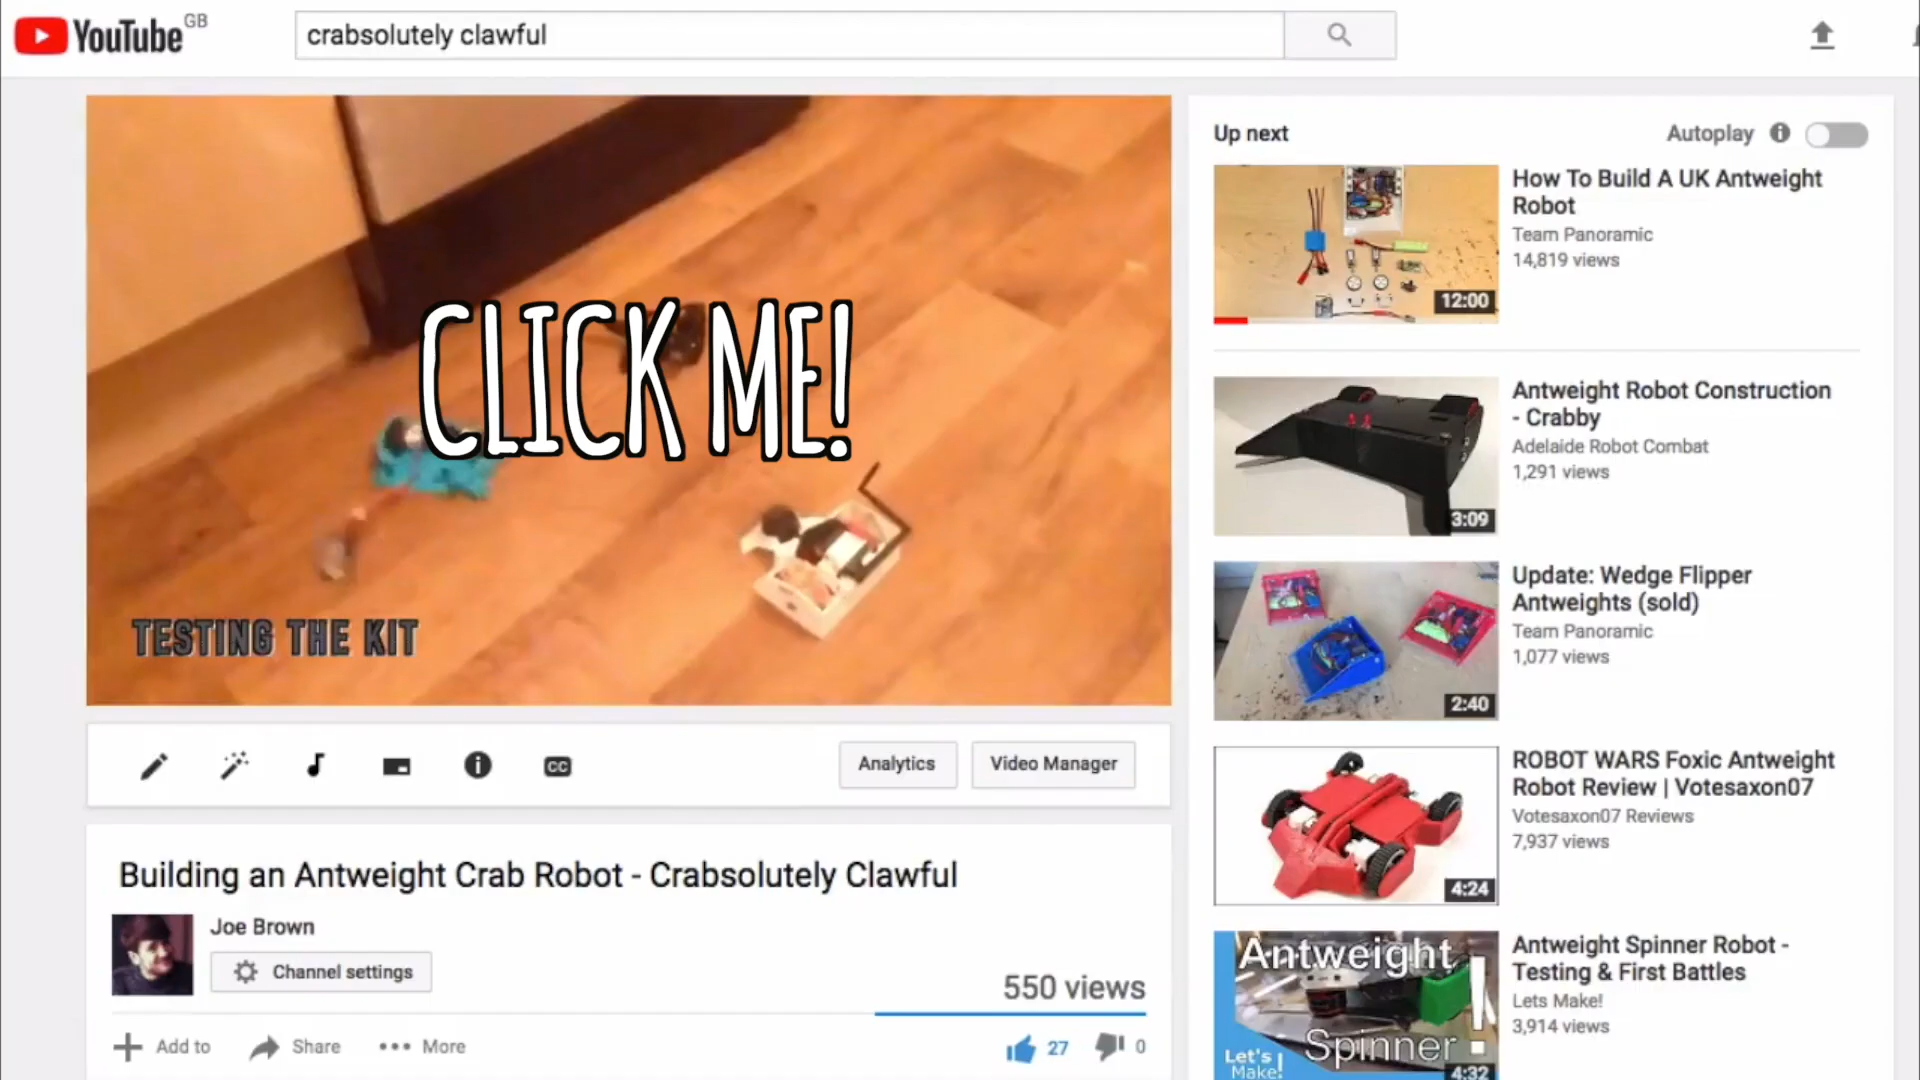 YouTube GB
crabsolutely clawful
CLICK ME!
TESTING THE KIT
CC
Analytics
Video Manager
Building an Antweight Crab Robot - Crabsolutely Clawful
Joe Brown
Channel settings
550 views
Add to
Share
More
27
0
Up next
Autoplay
12:00
How To Build A UK Antweight
Robot
Team Panoramic
14,819 views
3:09
Antweight Robot Construction
- Crabby
Adelaide Robot Combat
1,291 views
2:40
Update: Wedge Flipper
Antweights (sold)
Team Panoramic
1,077 views
4:24
ROBOT WARS Foxic Antweight
Robot Review | Votesaxon07
Votesaxon07 Reviews
7,937 views
Antweight
Spinner
!
Let's
Make!
4:32
Antweight Spinner Robot -
Testing & First Battles
Lets Make!
3,914 views